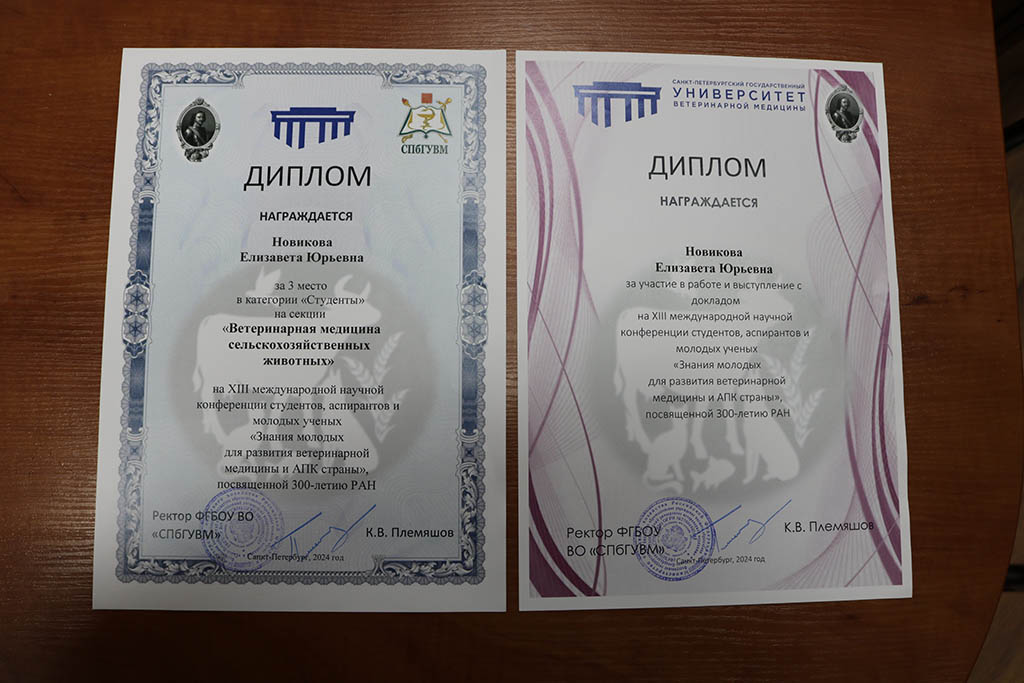 СПбГУВМ
ДИПЛОМ
НАГРАЖДАЕТСЯ
Новикова
Елизавета Юрьевна
за 3 место
в категории «Студенты»
на секции
«Ветеринарная медицина
сельскохозяйственных
животных»
на XIII международной научной
конференции студентов, аспирантов и
молодых ученых
«Знания молодых
для развития ветеринарной
медицины и АПК страны»,
посвященной 300-летию РАН
Ректор ФГБОУ ВО
«СПбГУВМ»
К.В. Племяшов
Санкт-Петербург, 2024 год
САНКТ-ПЕТЕРБУРГСКИЙ ГОСУДАРСТВЕННЫЙ
УНИВЕРСИТЕТ
ВЕТЕРИНАРНОЙ МЕДИЦИНЫ
ДИПЛОМ
НАГРАЖДАЕТСЯ
Новикова
Елизавета Юрьевна
за участие в работе и выступление с
докладом
на XIII международной научной
конференции студентов, аспирантов и
молодых ученых
«Знания молодых
для развития ветеринарной
медицины и АПК страны»,
посвященной 300-летию РАН
Ректор ФГБОУ
ВО «СПбГУВМ»
К.В. Племяшов
Санкт-Петербург, 2024 год